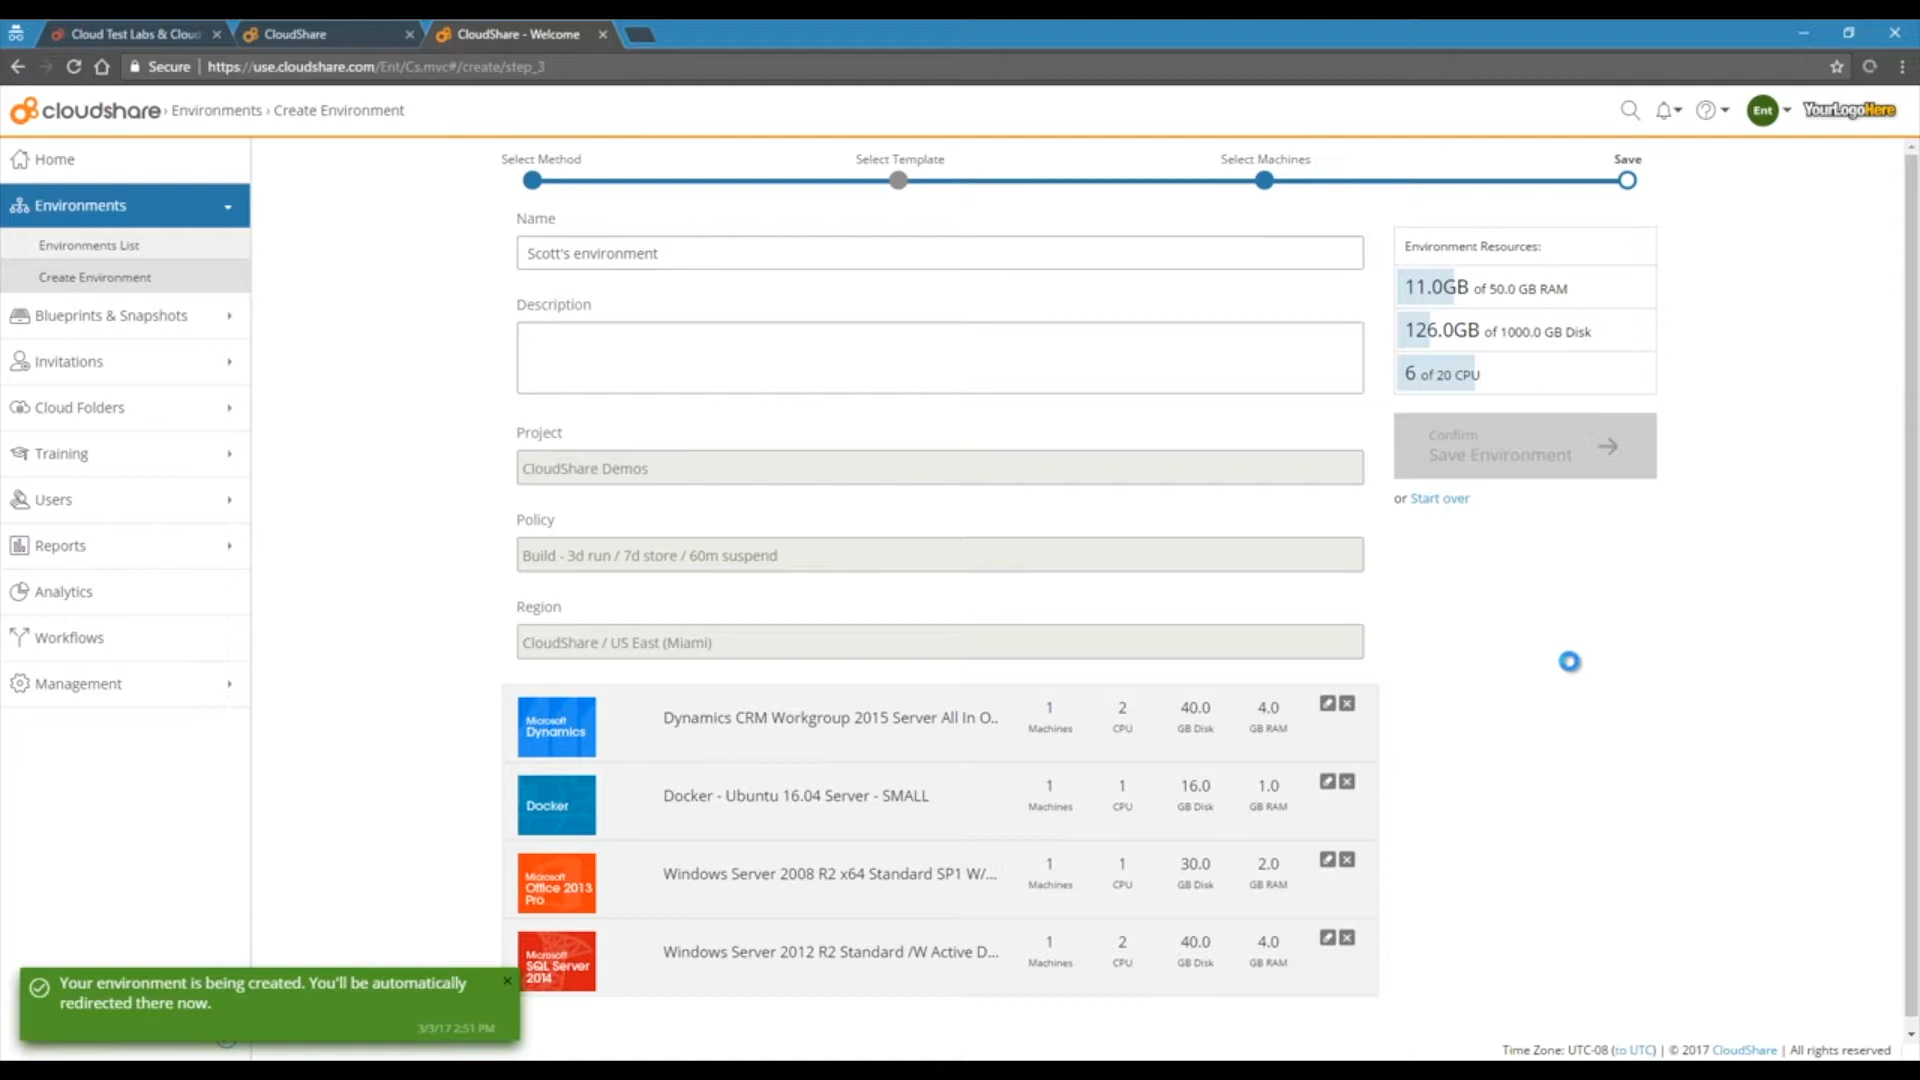 Cloud Test Labs & Cloud
CloudShare
CloudShare - Welcome
Secure
https://use.cloudshare.com/Ent/Cs.mvc#/create/step_3
cloudshare › Environments › Create Environment
Ent
YourLogoHere
Home
Environments
Environments List
Create Environment
Blueprints & Snapshots
Invitations
Cloud Folders
Training
Users
Reports
Analytics
Workflows
Management
Select Method
Select Template
Select Machines
Save
Name
Scott's environment
Description
Project
CloudShare Demos
Policy
Build - 3d run / 7d store / 60m suspend
Region
CloudShare / US East (Miami)
Environment Resources:
11.0GB of 50.0 GB RAM
126.0GB of 1000.0 GB Disk
6 of 20 CPU
Confirm
Save Environment
or Start over
Microsoft
Dynamics
Dynamics CRM Workgroup 2015 Server All In O..
1 2 40.0 4.0
Machines CPU GB Disk GB RAM
Docker
Docker - Ubuntu 16.04 Server - SMALL
1 1 16.0 1.0
Machines CPU GB Disk GB RAM
Microsoft
Office 2013
Pro
Windows Server 2008 R2 x64 Standard SP1 W/...
1 1 30.0 2.0
Machines CPU GB Disk GB RAM
Microsoft
SQL Server
2014
Windows Server 2012 R2 Standard /W Active D...
1 2 40.0 4.0
Machines CPU GB Disk GB RAM
Your environment is being created. You'll be automatically
redirected there now.
3/3/17 2:51 PM
Time Zone: UTC-08 (to UTC) | © 2017 CloudShare | All rights reserved